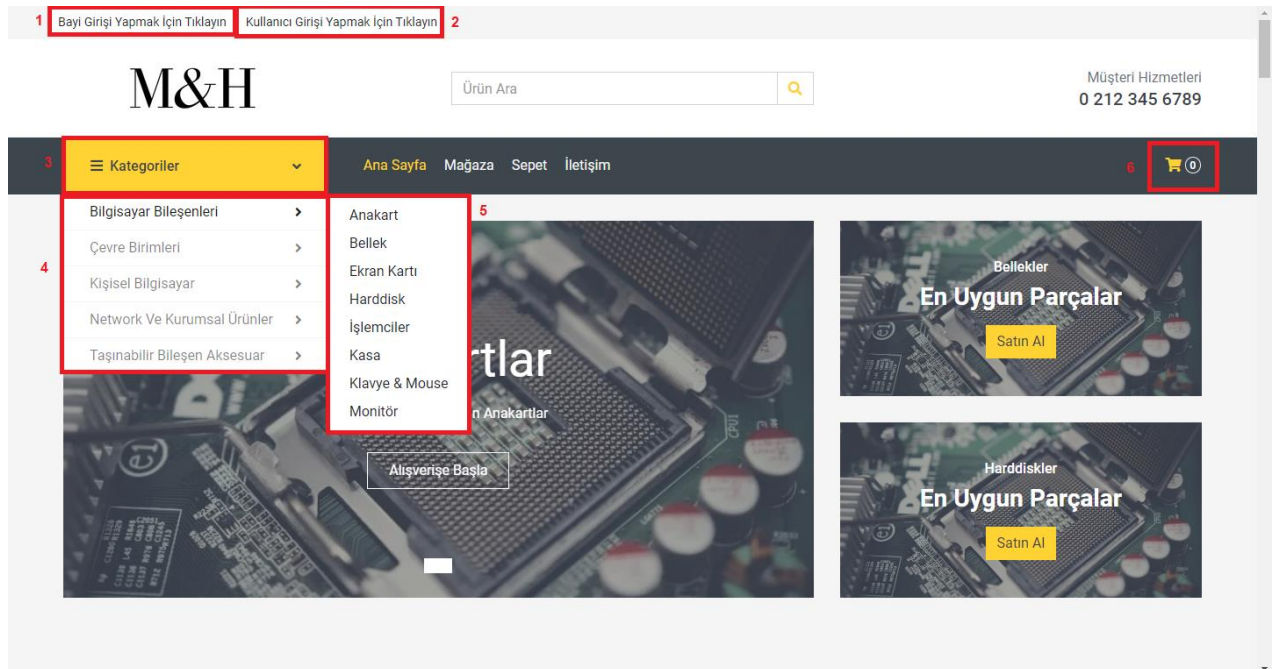 1 Bayi Girişi Yapmak İçin Tıklayın Kullanıcı Girişi Yapmak İçin Tıklayın 2
M&H
Ürün Ara
Müşteri Hizmetleri
0 212 345 6789
3 Kategoriler Ana Sayfa Mağaza Sepet İletişim 6 0
4
Bilgisayar Bileşenleri
Çevre Birimleri
Kişisel Bilgisayar
Network Ve Kurumsal Ürünler
Taşınabilir Bileşen Aksesuar
5
Anakart
Bellek
Ekran Kartı
Harddisk
İşlemciler
Kasa
Klavye & Mouse
Monitör
rtlar
n Anakartlar
Alışverişe Başla
Bellekler
En Uygun Parçalar
Satın Al
Harddiskler
En Uygun Parçalar
Satın Al